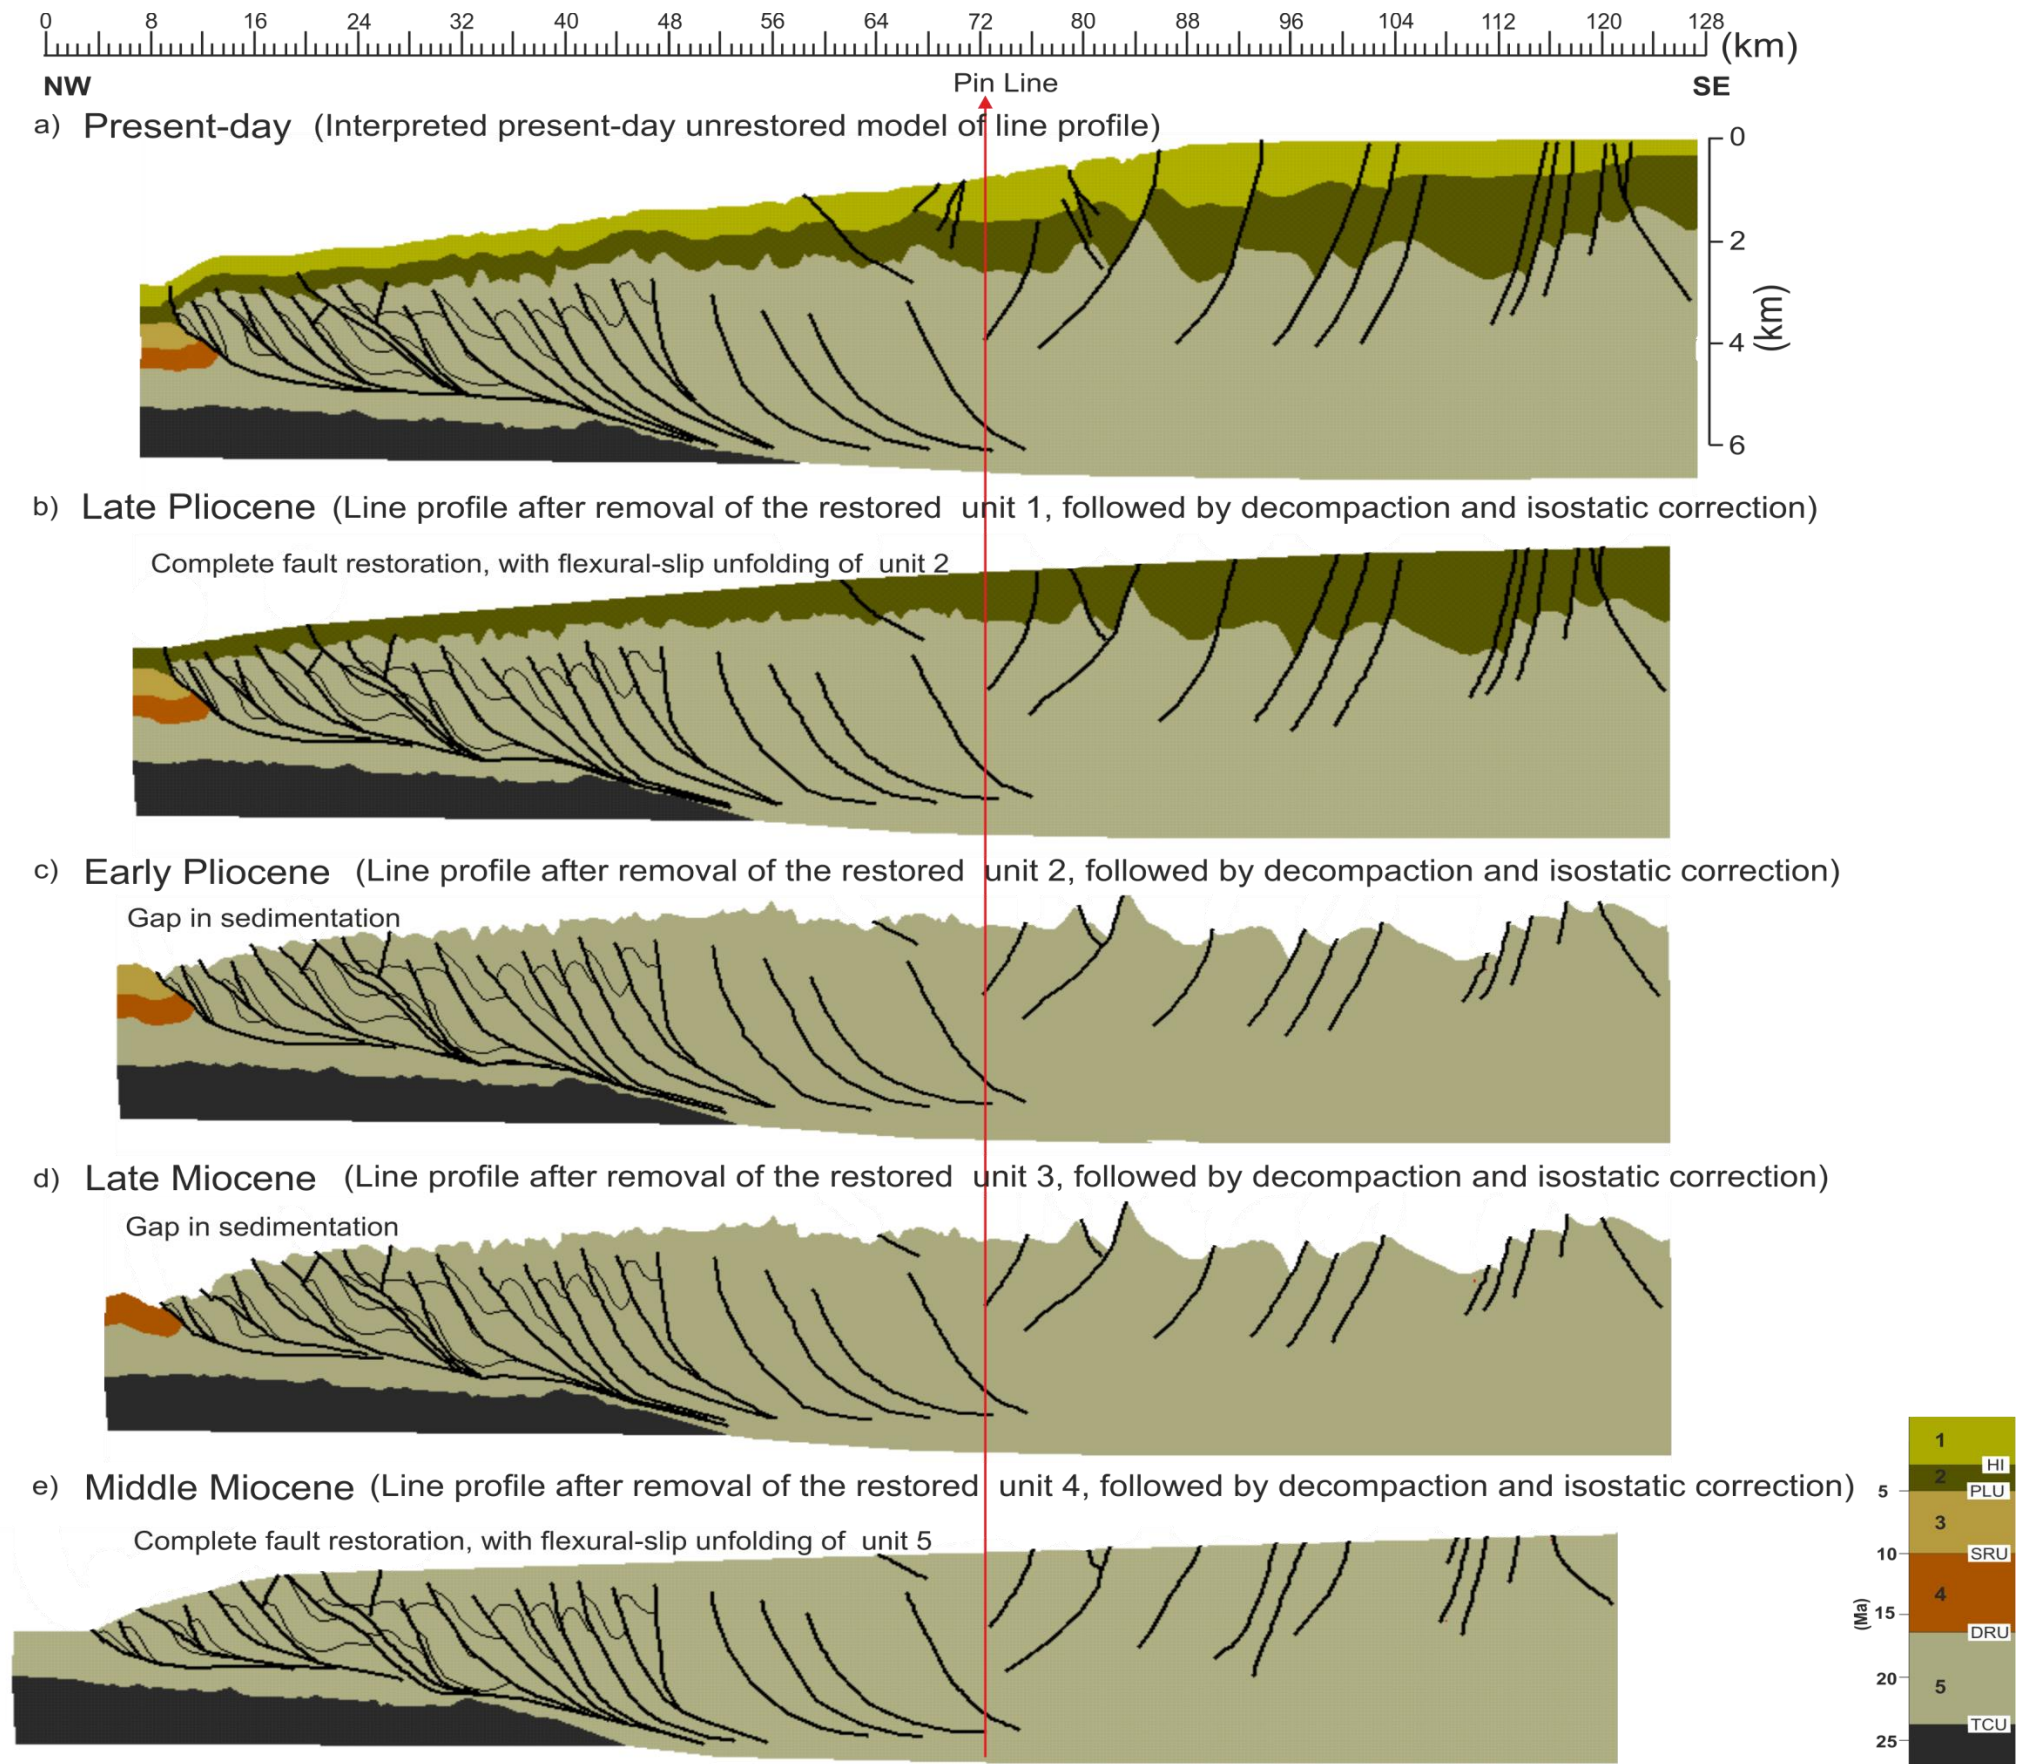 0 8 16 24 32 40 48 56 64 72 80 88 96 104 112 120 128
(km)
NW Pin Line SE
a) Present-day (Interpreted present-day unrestored model of line profile)
0
2
4
6
(km)
b) Late Pliocene (Line profile after removal of the restored unit 1, followed by decompaction and isostatic correction)
Complete fault restoration, with flexural-slip unfolding of unit 2
c) Early Pliocene (Line profile after removal of the restored unit 2, followed by decompaction and isostatic correction)
Gap in sedimentation
d) Late Miocene (Line profile after removal of the restored unit 3, followed by decompaction and isostatic correction)
Gap in sedimentation
e) Middle Miocene (Line profile after removal of the restored unit 4, followed by decompaction and isostatic correction)
Complete fault restoration, with flexural-slip unfolding of unit 5
1
HI
2
5 PLU
3
10 SRU
4
15
(Ma)
DRU
20
5
TCU
25